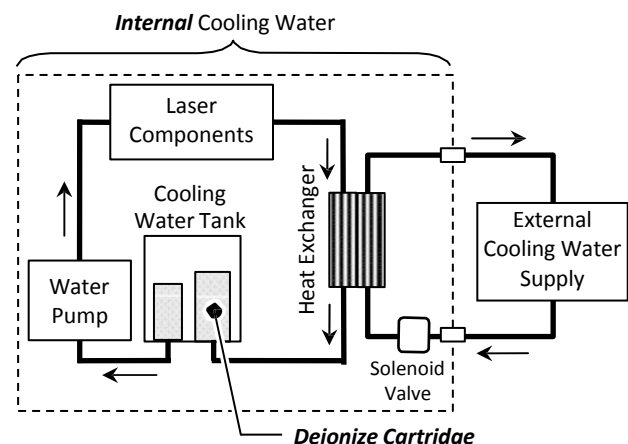 Internal Cooling Water
Laser
Components
Cooling
Water Tank
Heat Exchanger
External
Cooling Water
Supply
Water
Pump
Solenoid
Valve
Deionize Cartridge